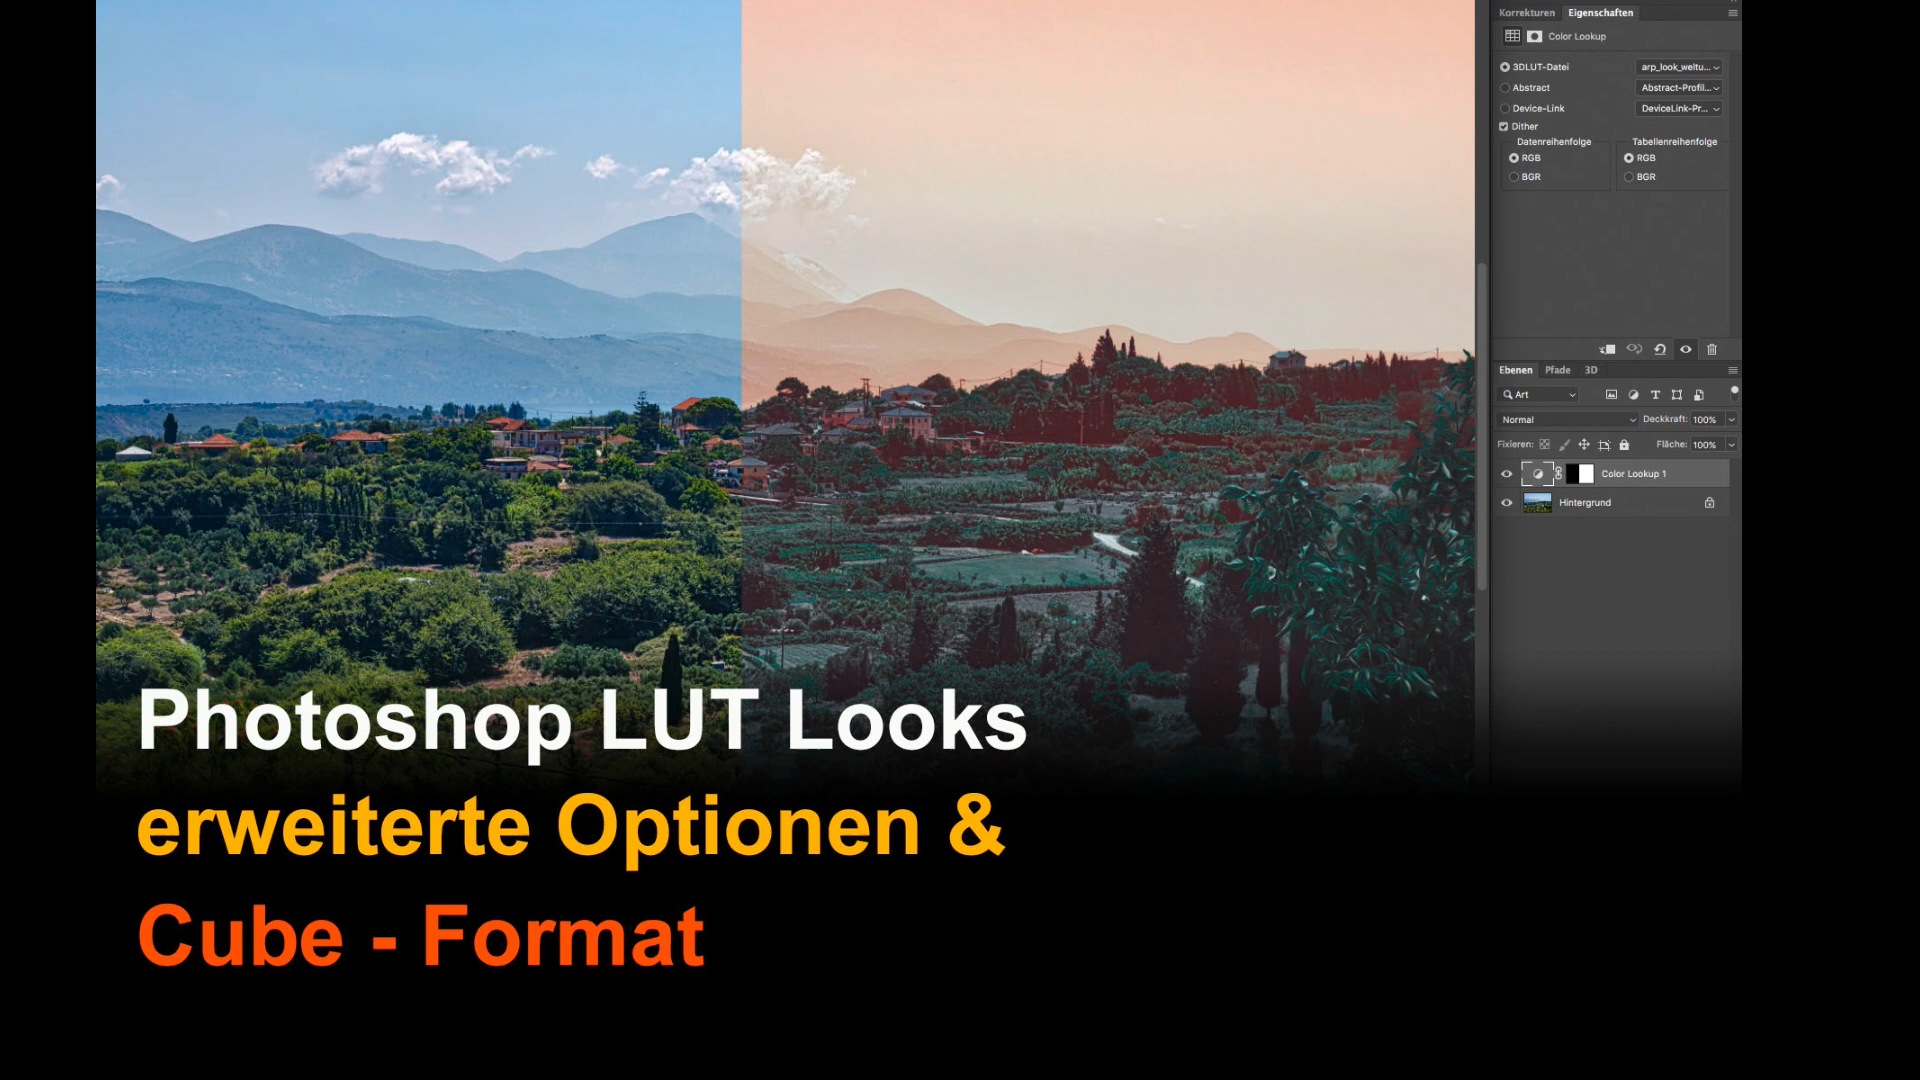 Korrekturen Eigenschaften
Color Lookup
3DLUT-Datei arp_look_weltu...
Abstract Abstract-Profil...
Device-Link DeviceLink-Pr...
Dither
Datenreihenfolge Tabellenreihenfolge
RGB RGB
BGR BGR
Ebenen Pfade 3D
Art
Normal Deckkraft: 100%
Fixieren: Fläche: 100%
Color Lookup 1
Hintergrund
Photoshop LUT Looks
erweiterte Optionen &
Cube - Format